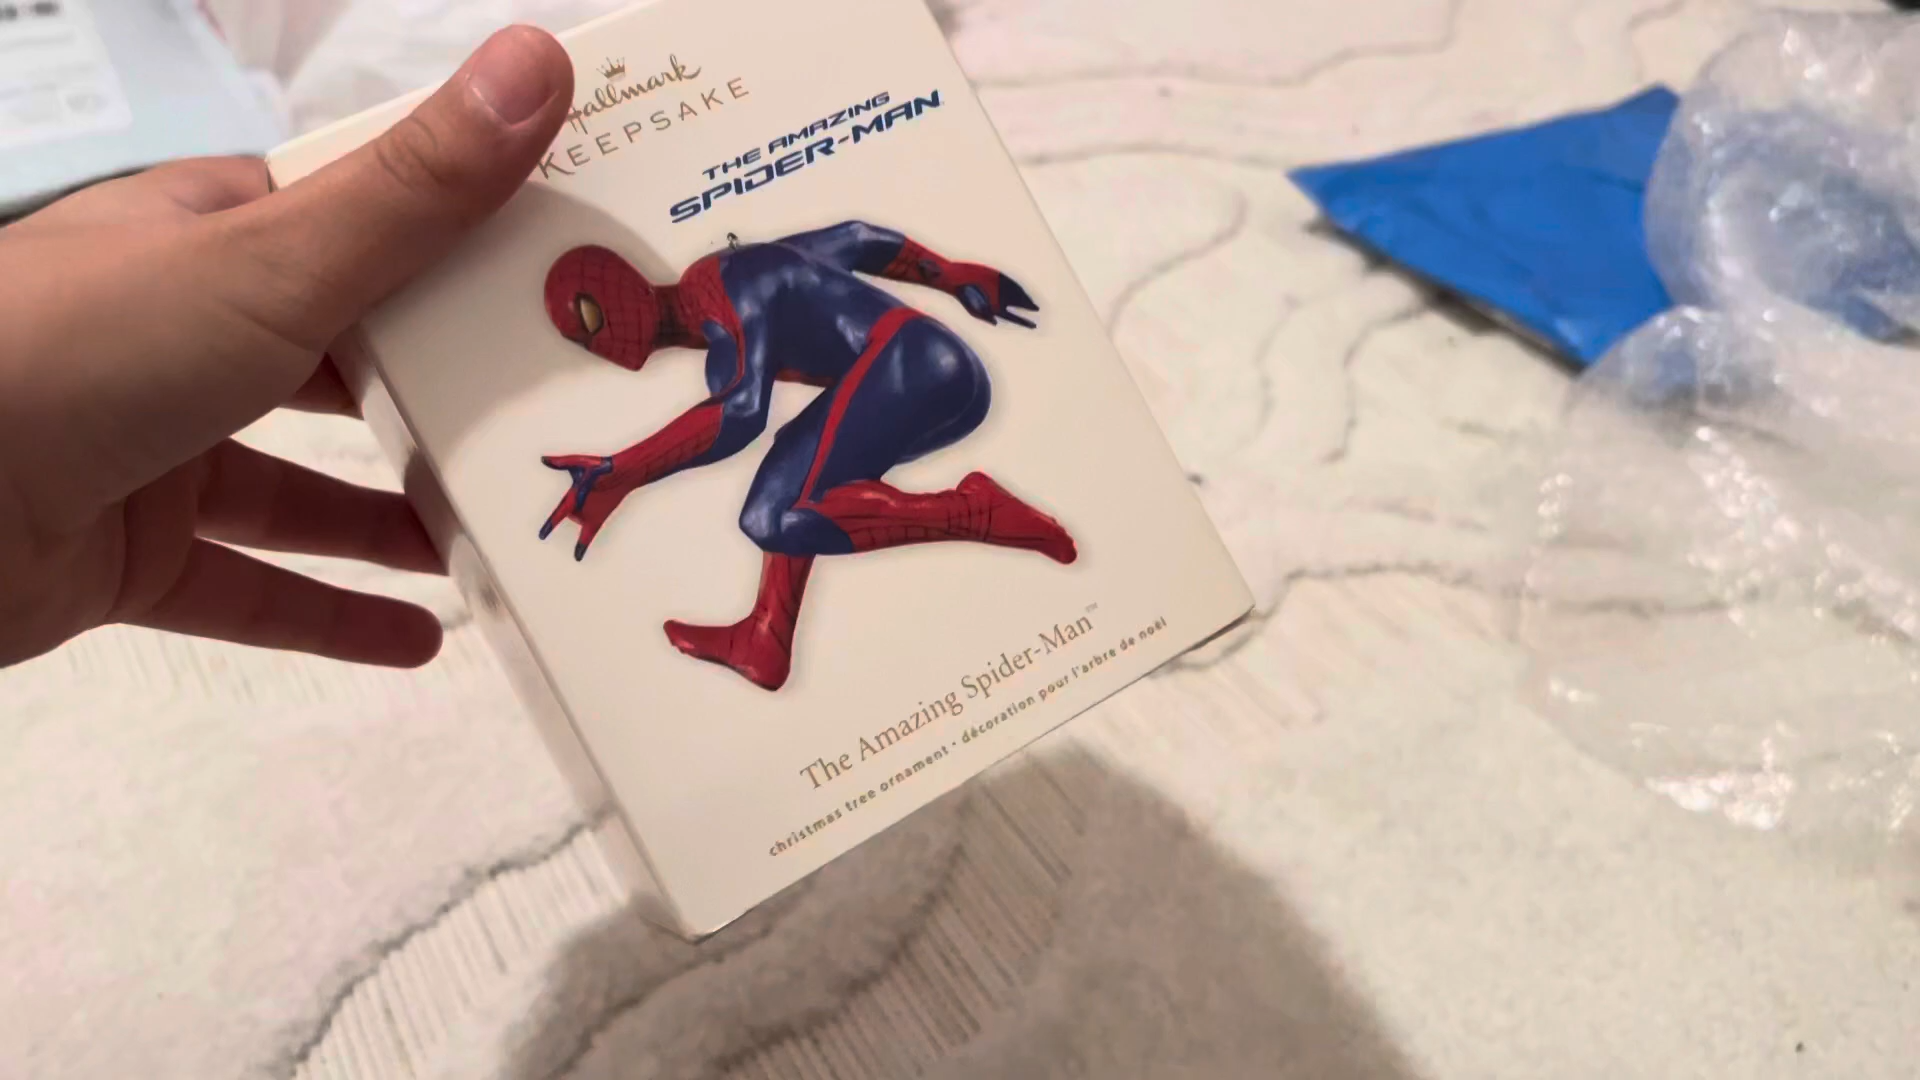 Hallmark
KEEPSAKE
THE AMAZING
SPIDER-MAN
The Amazing Spider-Man™
christmas tree ornament · décoration pour l'arbre de noël